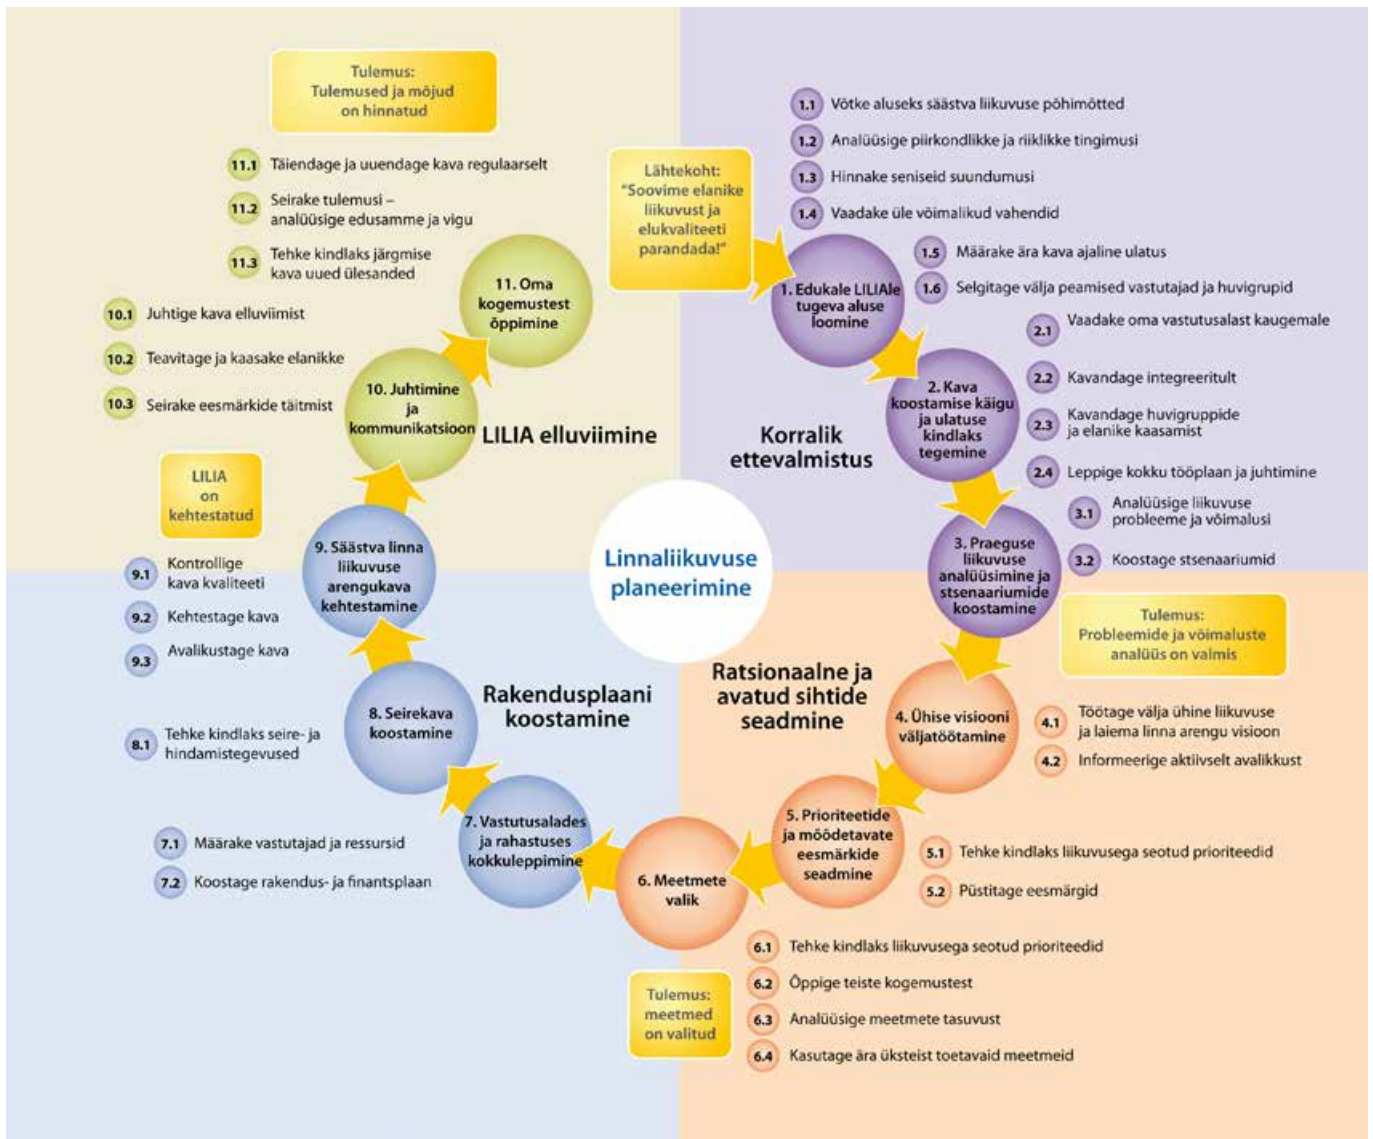 Tulemus:
Tulemused ja mõjud
on hinnatud
11.1 Täiendage ja uuendage kava regulaarselt
11.2 Seirake tulemusi –
analüüsige edusamme ja vigu
11.3 Tehke kindlaks järgmise
kava uued ülesanded
11. Oma
kogemustest
õppimine
10.1 Juhtige kava elluviimist
10.2 Teavitage ja kaasake elanikke
10.3 Seirake eesmärkide täitmist
10. Juhtimine
ja
kommunikatsioon
LILIA elluviimine
Lähtekoht:
"Soovime elanike
liikuvust ja
elukvaliteeti
parandada!"
1.1 Võtke aluseks säästva liikuvuse põhimõtted
1.2 Analüüsige piirkondlikke ja riiklikke tingimusi
1.3 Hinnake seniseid suundumusi
1.4 Vaadake üle võimalikud vahendid
1.5 Määrake ära kava ajaline ulatus
1.6 Selgitage välja peamised vastutajad ja huvigrupid
1. Edukale LILIAle
tugeva aluse
loomine
2.1 Vaadake oma vastutusalast kaugemale
2.2 Kavandage integreeritult
2.3 Kavandage huvigruppide
ja elanike kaasamist
2.4 Leppige kokku tööplaan ja juhtimine
2. Kava
koostamise käigu
ja ulatuse
kindlaks
tegemine
Korralik
ettevalmistus
3.1 Analüüsige liikuvuse
probleeme ja võimalusi
3.2 Koostage stsenaariumid
3. Praeguse
liikuvuse
analüüsimine ja
stsenaariumide
koostamine
Tulemus:
Probleemide ja võimaluste
analüüs on valmis
Linnaliikuvuse
planeerimine
LILIA
on
kehtestatud
9.1 Kontrollige
kava kvaliteeti
9.2 Kehtestage kava
9.3 Avalikustage kava
9. Säästva linna
liikuvuse
arengukava
kehtestamine
8.1 Tehke kindlaks seire- ja
hindamistegevused
8. Seirekava
koostamine
Rakendusplaani
koostamine
7.1 Määrake vastutajad ja ressursid
7.2 Koostage rakendus- ja finantsplaan
7. Vastutusalades
ja rahastuses
kokkuleppimine
Ratsionaalne ja
avatud sihtide
seadmine
4. Ühise visiooni
väljatöötamine
4.1 Töötage välja ühine liikuvuse
ja laiema linna arengu visioon
4.2 Informeerige aktiivselt avalikkust
5. Prioriteetide
ja mõõdetavate
eesmärkide
seadmine
5.1 Tehke kindlaks liikuvusega seotud prioriteedid
5.2 Püstitage eesmärgid
6. Meetmete
valik
6.1 Tehke kindlaks liikuvusega seotud prioriteedid
6.2 Õppige teiste kogemustest
6.3 Analüüsige meetmete tasuvust
6.4 Kasutage ära üksteist toetavaid meetmeid
Tulemus:
meetmed
on valitud